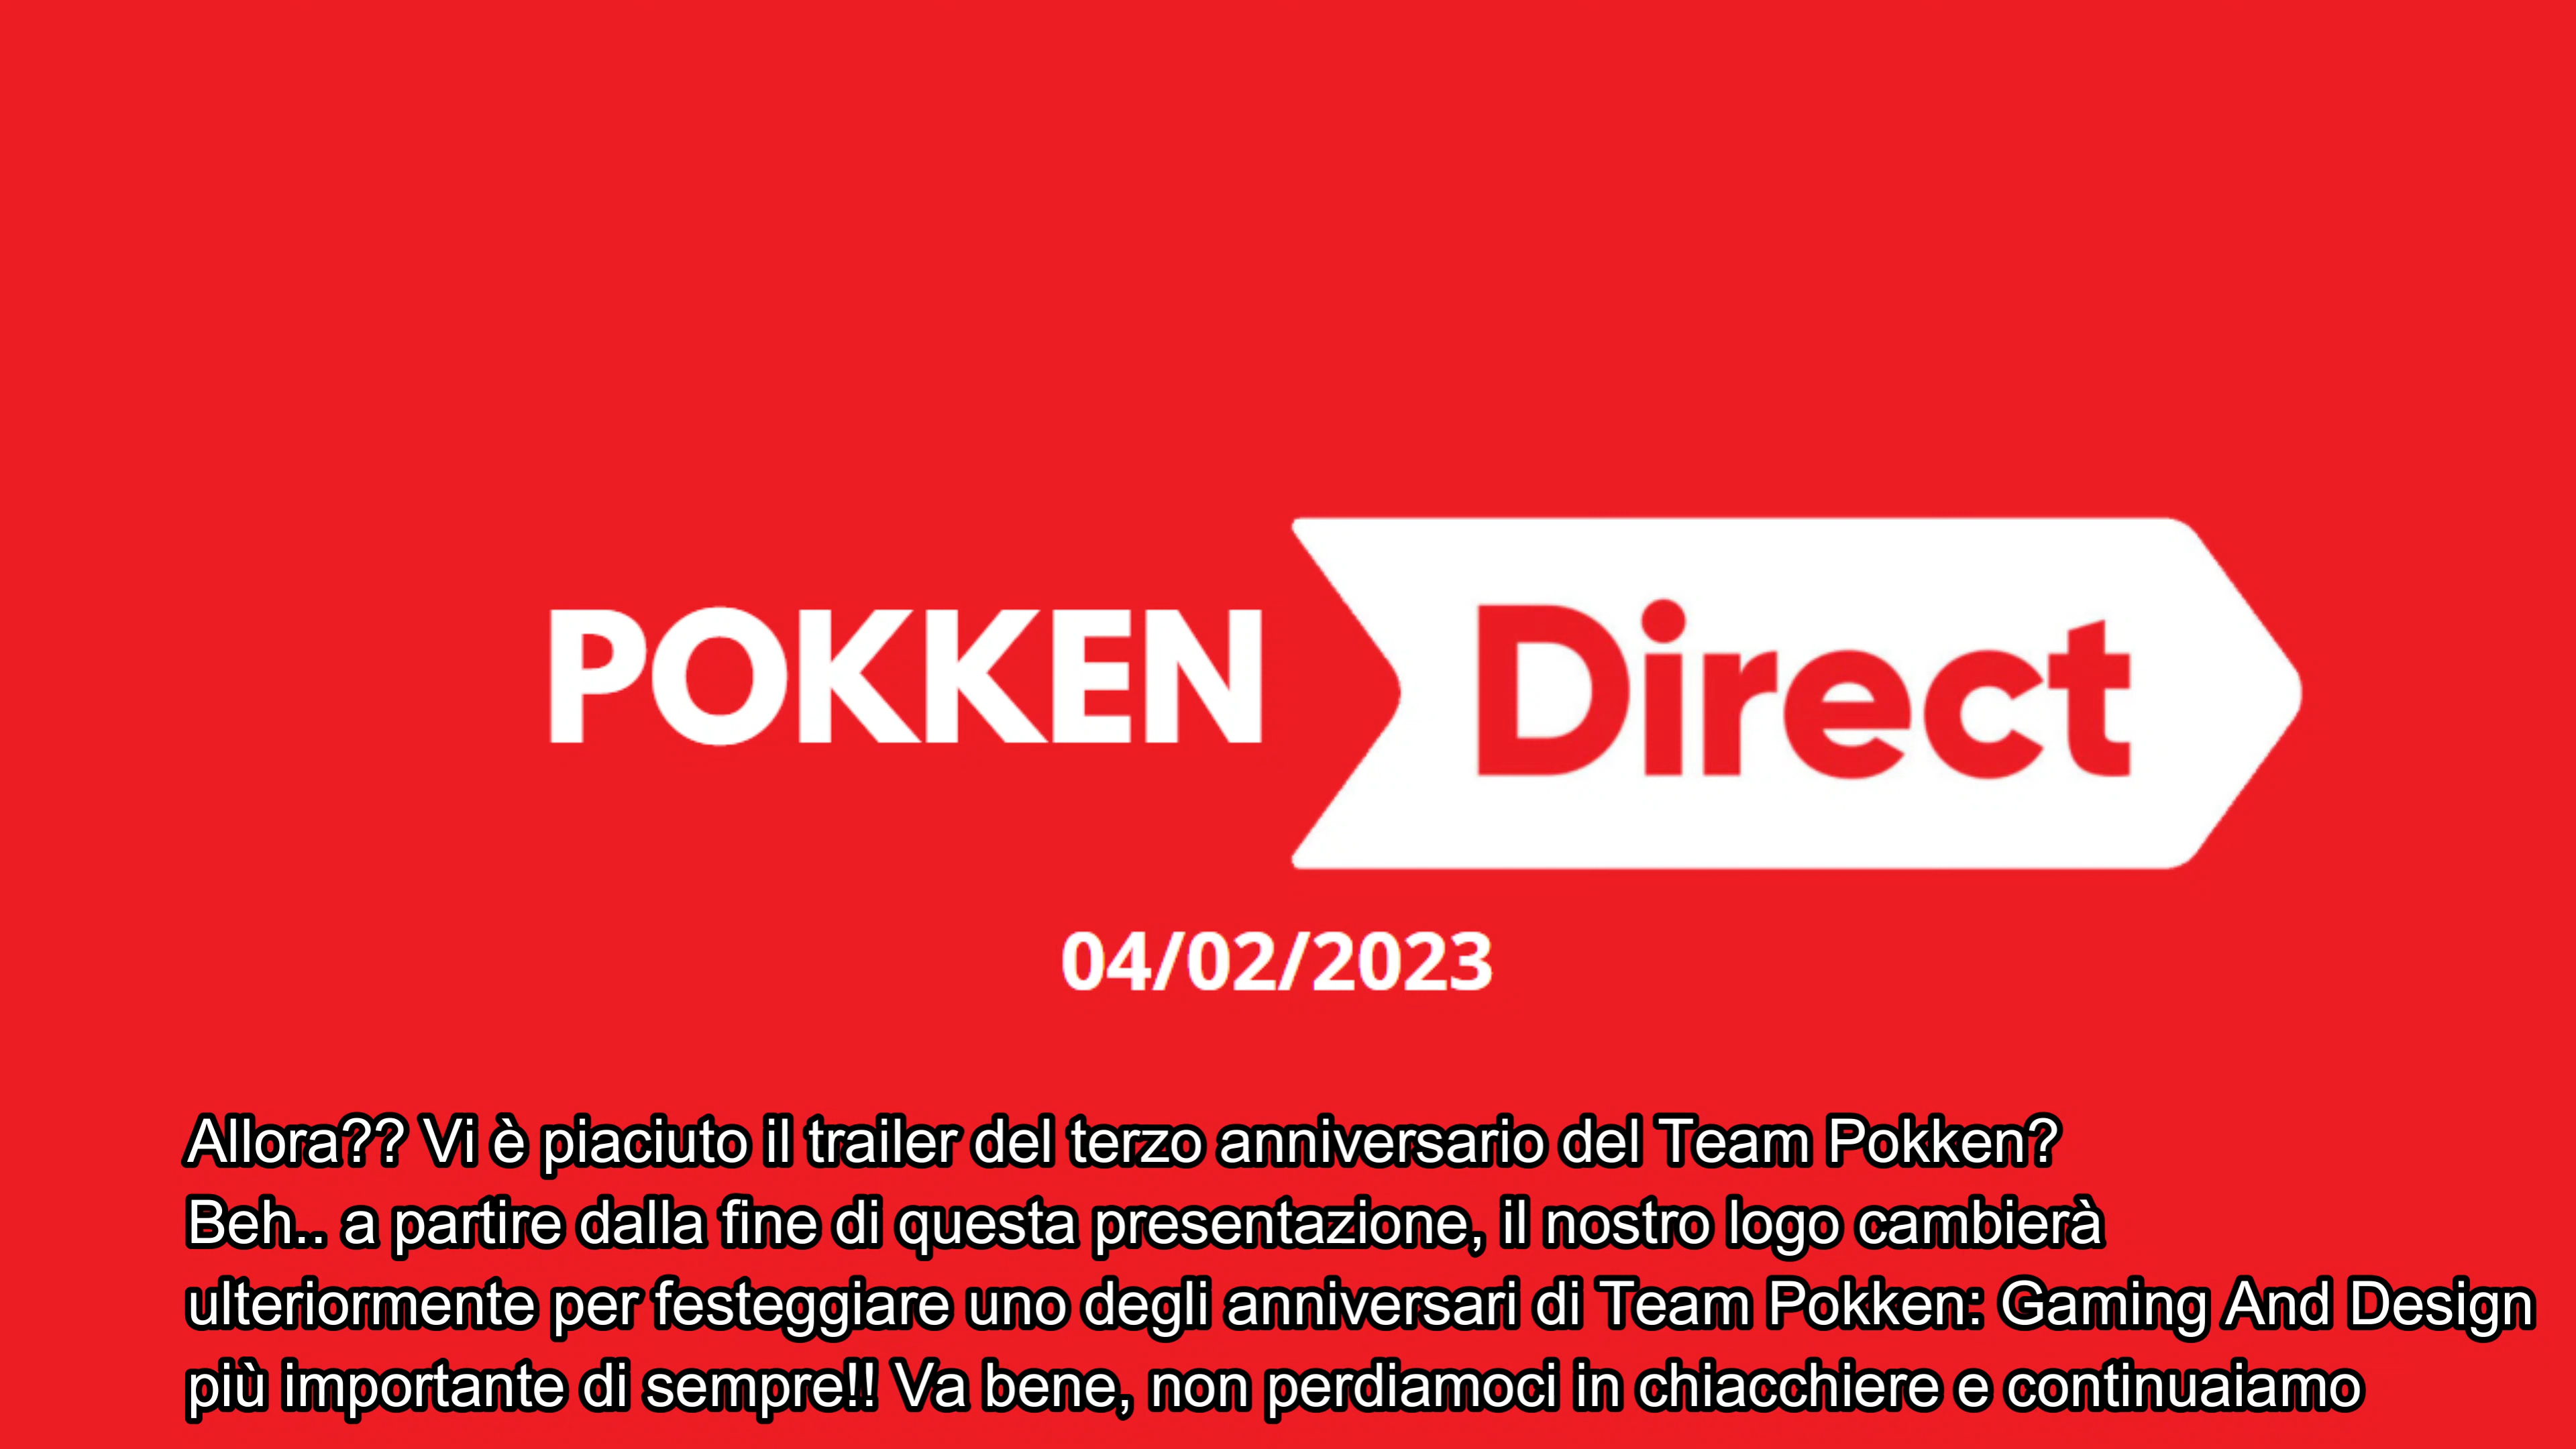 POKKEN Direct
04/02/2023
Allora?? Vi è piaciuto il trailer del terzo anniversario del Team Pokken?
Beh.. a partire dalla fine di questa presentazione, il nostro logo cambierà
ulteriormente per festeggiare uno degli anniversari di Team Pokken: Gaming And Design
più importante di sempre!! Va bene, non perdiamoci in chiacchiere e continuaiamo